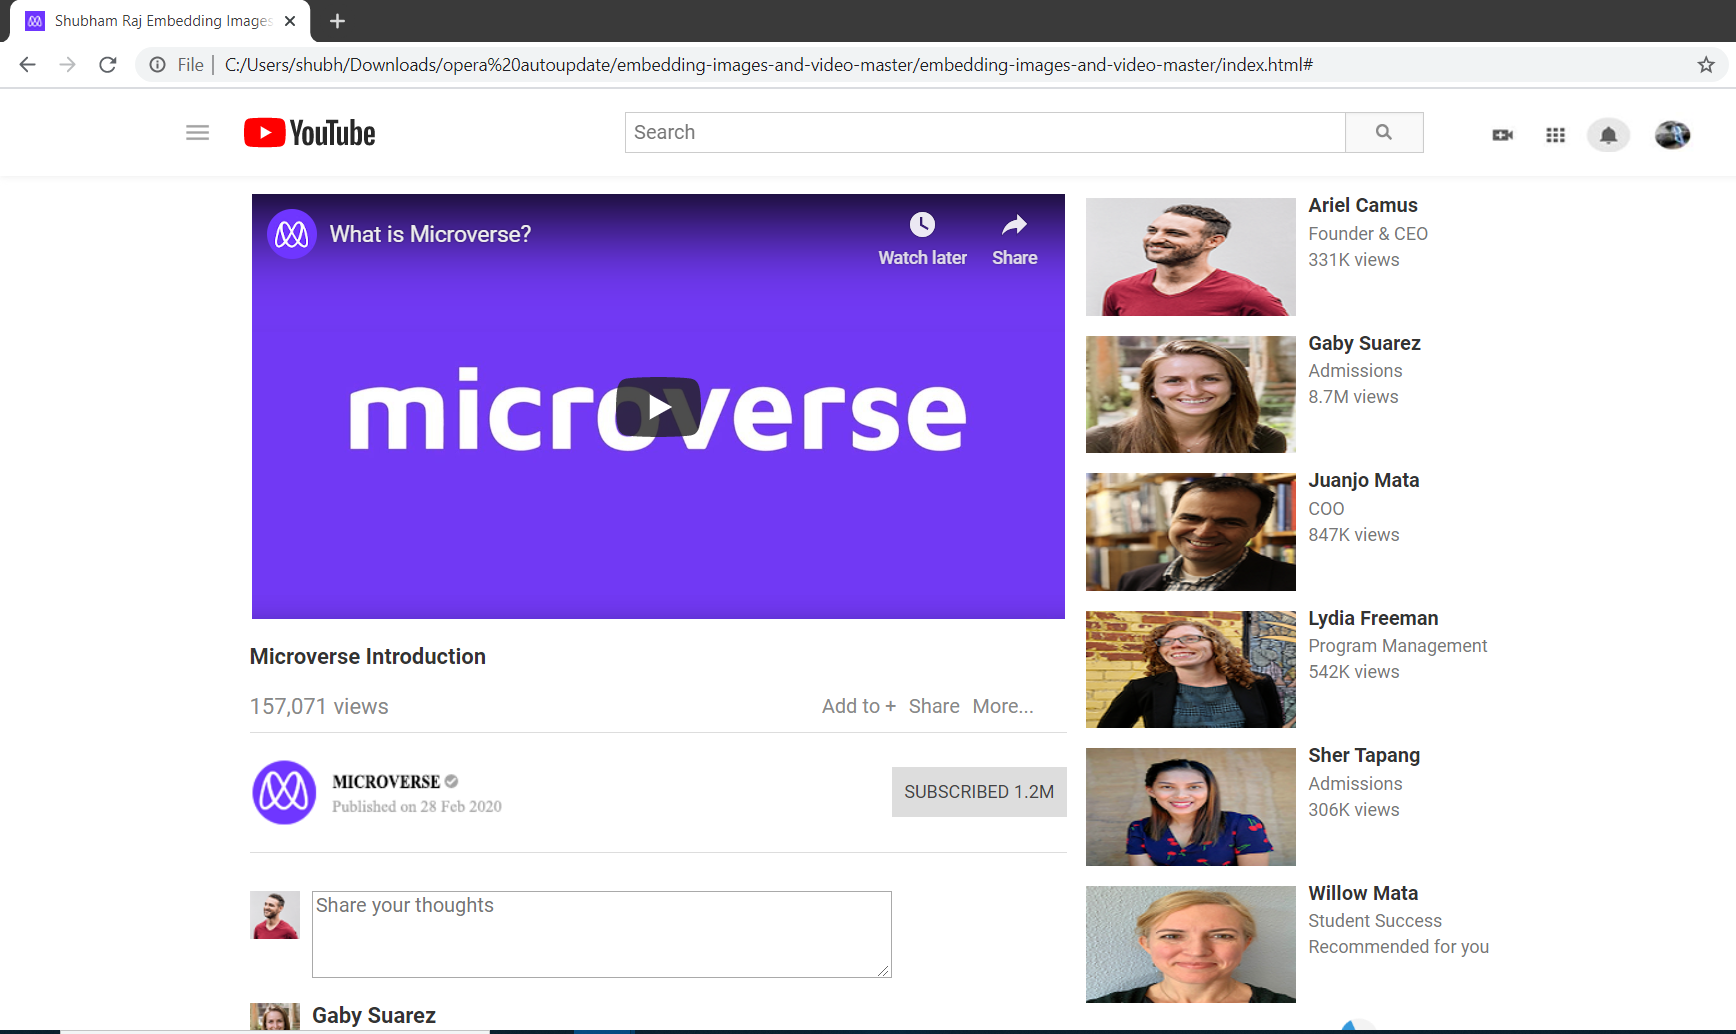 Shubham Raj Embedding Images
File | C:/Users/shubh/Downloads/opera%20autoupdate/embedding-images-and-video-master/embedding-images-and-video-master/index.html#
YouTube
Search
What is Microverse?
Watch later
Share
microverse
Microverse Introduction
157,071 views
Add to + Share More...
MICROVERSE
Published on 28 Feb 2020
SUBSCRIBED 1.2M
Share your thoughts
Gaby Suarez
Ariel Camus
Founder & CEO
331K views
Gaby Suarez
Admissions
8.7M views
Juanjo Mata
COO
847K views
Lydia Freeman
Program Management
542K views
Sher Tapang
Admissions
306K views
Willow Mata
Student Success
Recommended for you